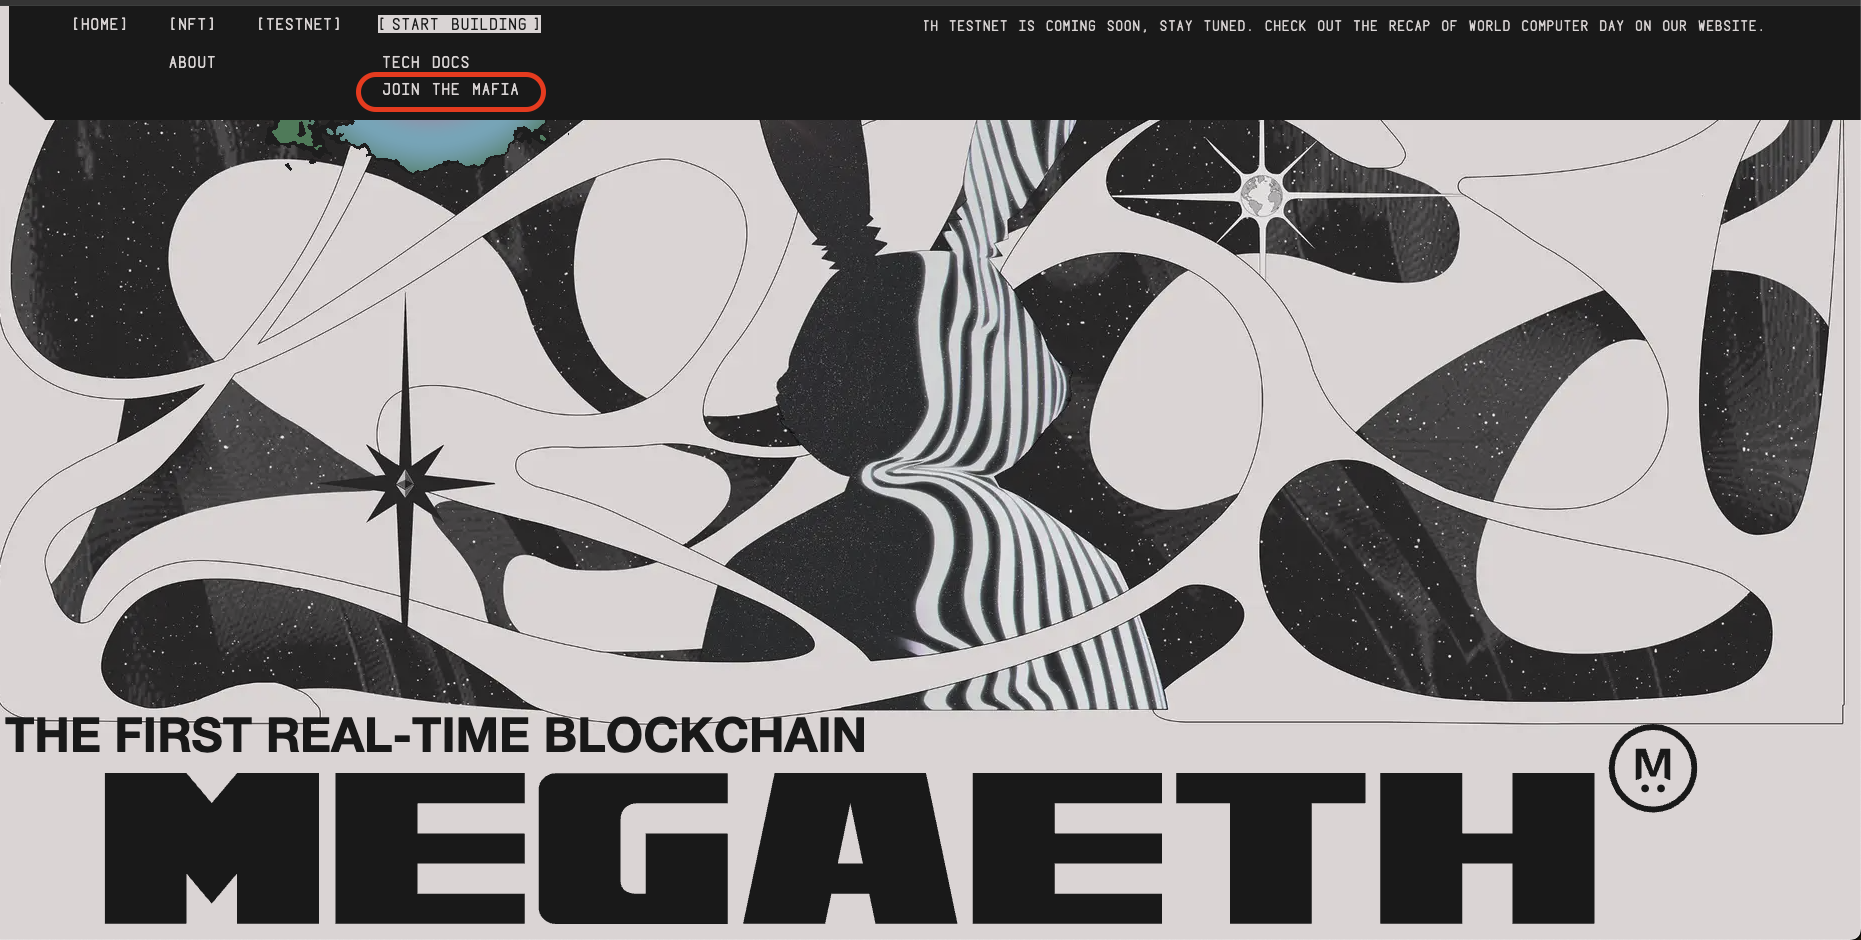 [HOME] [NFT] [TESTNET] [ START BUILDING ]
TH TESTNET IS COMING SOON, STAY TUNED. CHECK OUT THE RECAP OF WORLD COMPUTER DAY ON OUR WEBSITE.
ABOUT TECH DOCS
JOIN THE MAFIA
THE FIRST REAL-TIME BLOCKCHAIN
M
MEGAETH